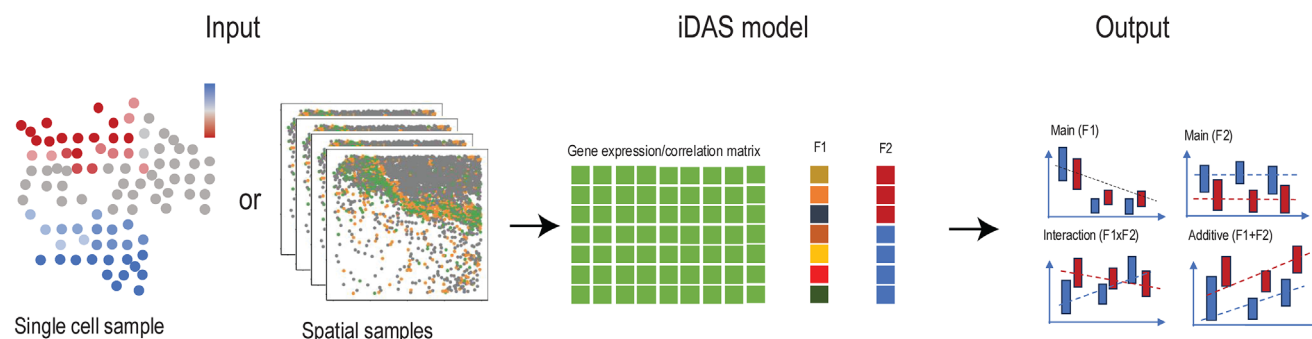 Input
iDAS model
Output
or
Single cell sample
Spatial samples
Gene expression/correlation matrix
F1
F2
Main (F1)
Main (F2)
Interaction (F1xF2)
Additive (F1+F2)